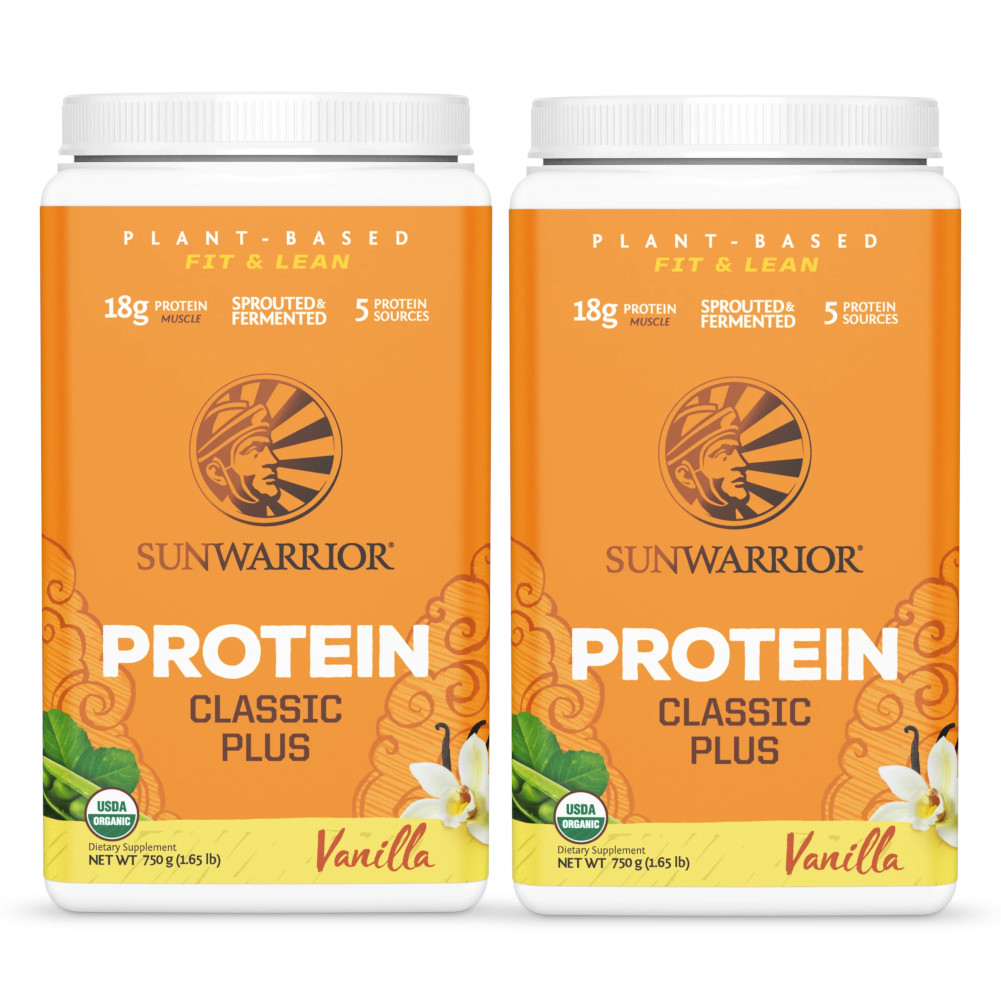 PLANT-BASED
FIT & LEAN
18g PROTEIN MUSCLE
SPROUTED& FERMENTED
5 PROTEIN SOURCES
SUNWARRIOR®
PROTEIN
CLASSIC
PLUS
USDA
ORGANIC
Dietary Supplement
NET WT 750 g (1.65 lb)
Vanilla
PLANT-BASED
FIT & LEAN
18g PROTEIN MUSCLE
SPROUTED& FERMENTED
5 PROTEIN SOURCES
SUNWARRIOR®
PROTEIN
CLASSIC
PLUS
USDA
ORGANIC
Dietary Supplement
NET WT 750 g (1.65 lb)
Vanilla